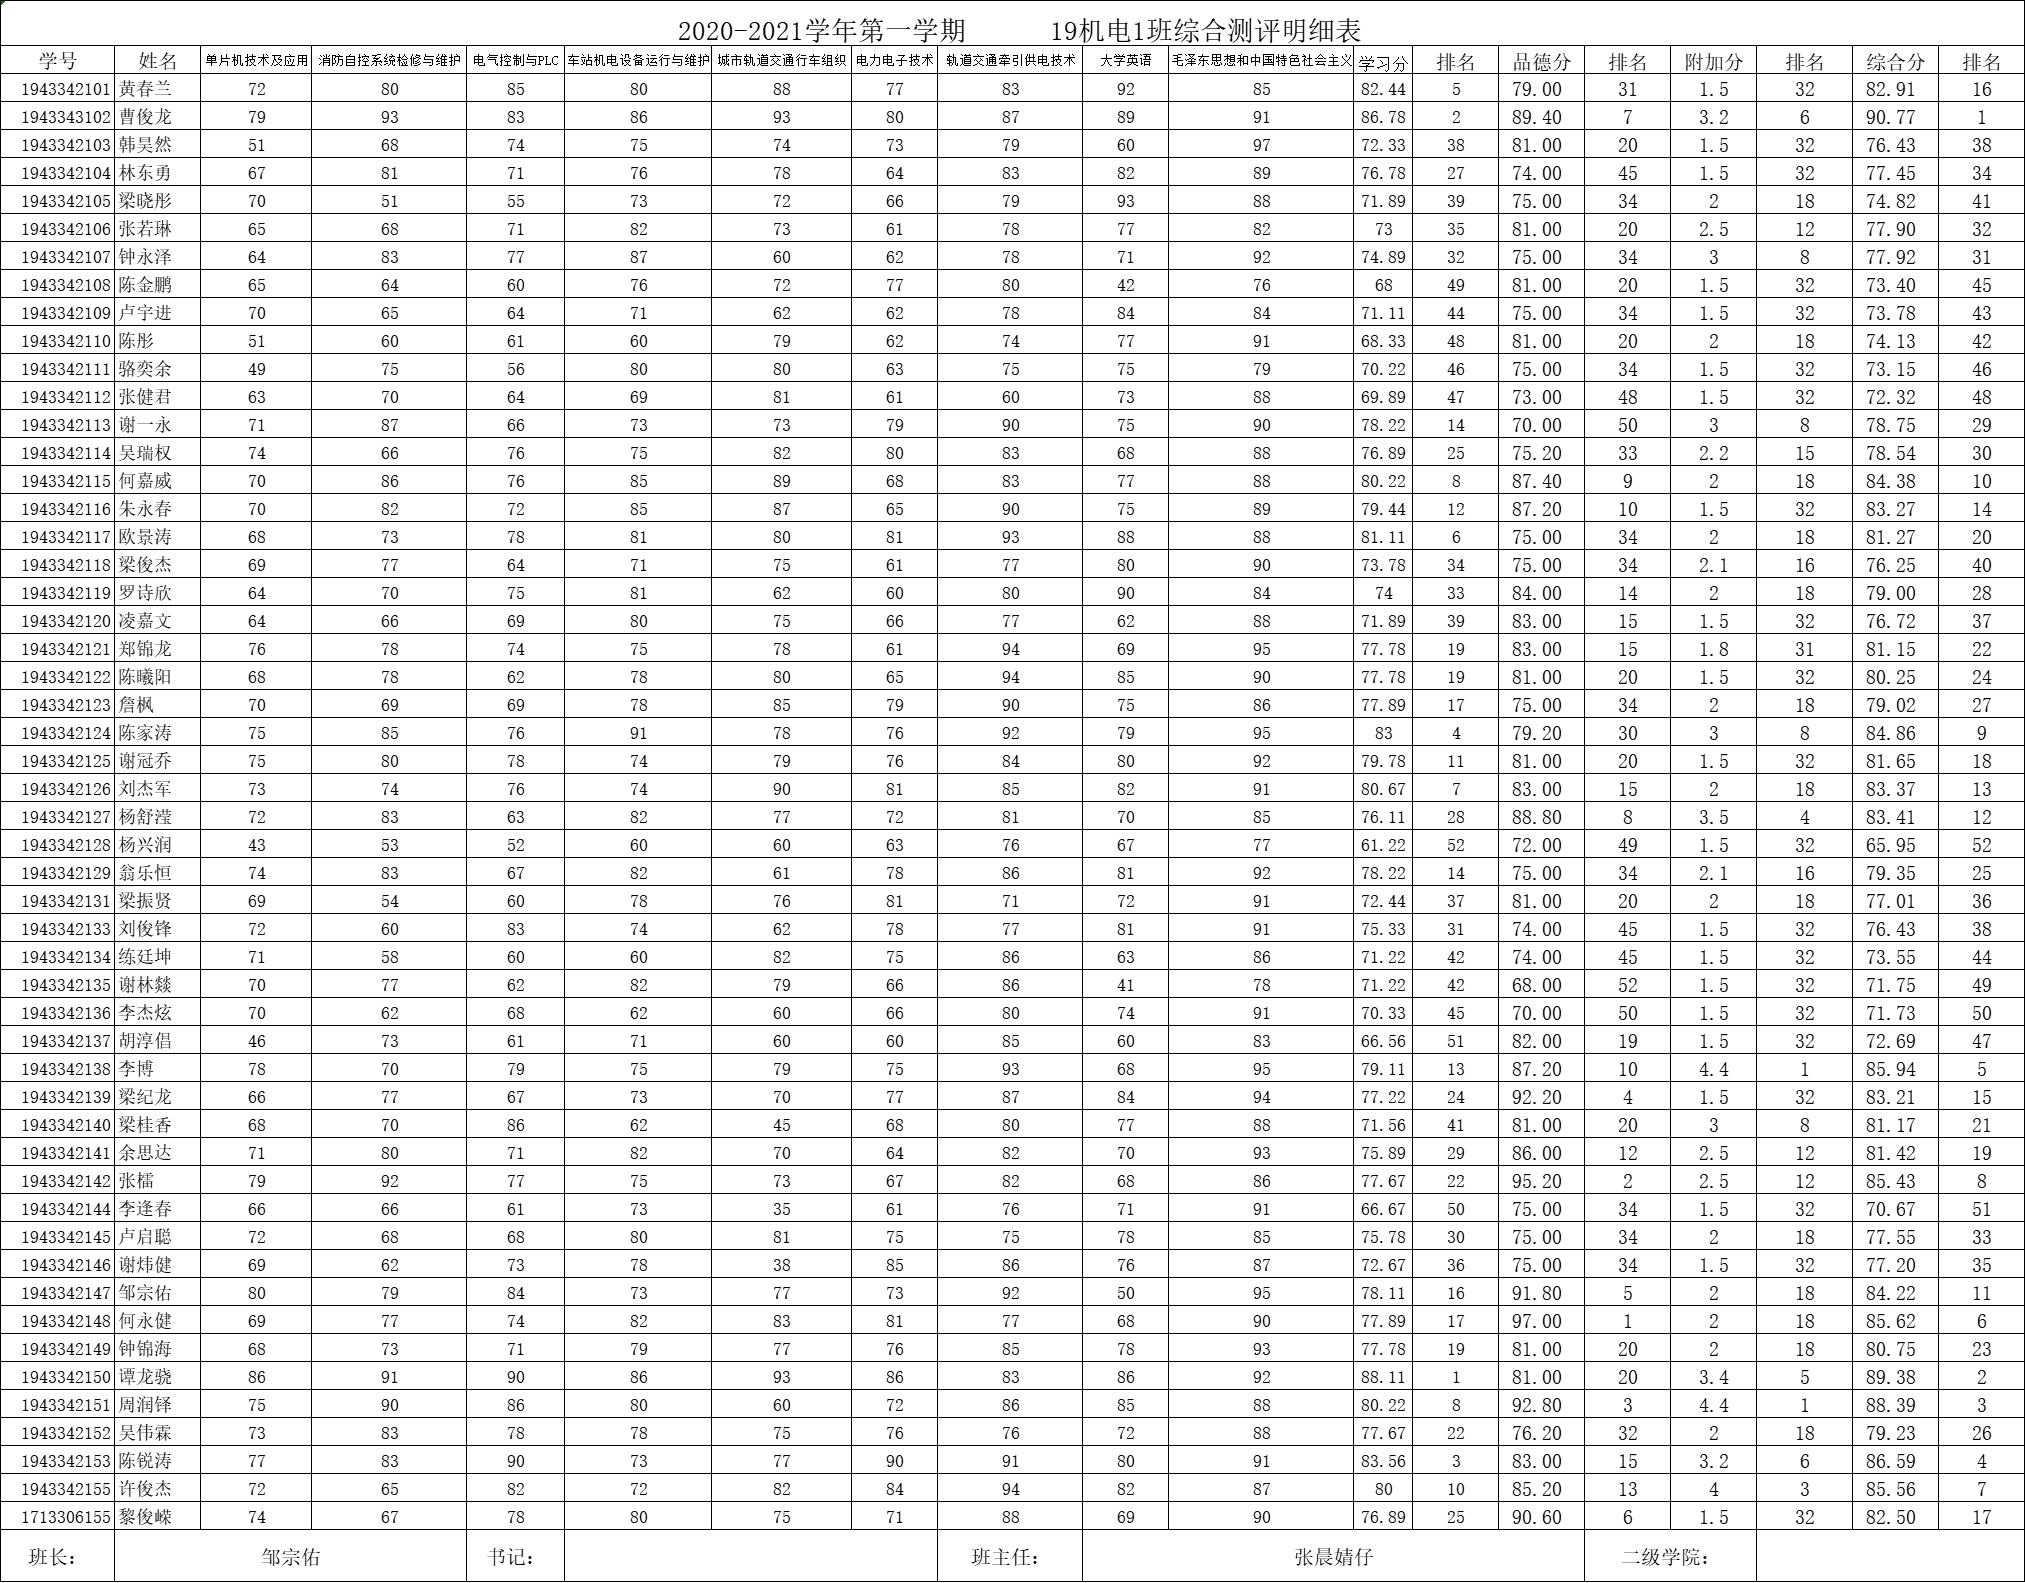 2020-2021学年第一学期 19机电1班综合测评明细表
学号 姓名 单片机技术及应用 消防自控系统检修与维护 电气控制与PLC 车站机电设备运行与维护 城市轨道交通行车组织 电力电子技术 轨道交通牵引供电技术 大学英语 毛泽东思想和中国特色社会主义 学习分 排名 品德分 排名 附加分 排名 综合分 排名
1943342101 黄春兰 72 80 85 80 88 77 83 92 85 82.44 5 79.00 31 1.5 32 82.91 16
1943343102 曹俊龙 79 93 83 86 93 80 87 89 91 86.78 2 89.40 7 3.2 6 90.77 1
1943342103 韩昊然 51 68 74 75 74 73 79 60 97 72.33 38 81.00 20 1.5 32 76.43 38
1943342104 林东勇 67 81 71 76 78 64 83 82 89 76.78 27 74.00 45 1.5 32 77.45 34
1943342105 梁晓彤 70 51 55 73 72 66 79 93 88 71.89 39 75.00 34 2 18 74.82 41
1943342106 张若琳 65 68 71 82 73 61 78 77 82 73 35 81.00 20 2.5 12 77.90 32
1943342107 钟永泽 64 83 77 87 60 62 78 71 92 74.89 32 75.00 34 3 8 77.92 31
1943342108 陈金鹏 65 64 60 76 72 77 80 42 76 68 49 81.00 20 1.5 32 73.40 45
1943342109 卢宇进 70 65 64 71 62 62 78 84 84 71.11 44 75.00 34 1.5 32 73.78 43
1943342110 陈彤 51 60 61 60 79 62 74 77 91 68.33 48 81.00 20 2 18 74.13 42
1943342111 骆奕余 49 75 56 80 80 63 75 75 79 70.22 46 75.00 34 1.5 32 73.15 46
1943342112 张健君 63 70 64 69 81 61 60 73 88 69.89 47 73.00 48 1.5 32 72.32 48
1943342113 谢一永 71 87 66 73 73 79 90 75 90 78.22 14 70.00 50 3 8 78.75 29
1943342114 吴瑞权 74 66 76 75 82 80 83 68 88 76.89 25 75.20 33 2.2 15 78.54 30
1943342115 何嘉威 70 86 76 85 89 68 83 77 88 80.22 8 87.40 9 2 18 84.38 10
1943342116 朱永春 70 82 72 85 87 65 90 75 89 79.44 12 87.20 10 1.5 32 83.27 14
1943342117 欧景涛 68 73 78 81 80 81 93 88 88 81.11 6 75.00 34 2 18 81.27 20
1943342118 梁俊杰 69 77 64 71 75 61 77 80 90 73.78 34 75.00 34 2.1 16 76.25 40
1943342119 罗诗欣 64 70 75 81 62 60 80 90 84 74 33 84.00 14 2 18 79.00 28
1943342120 凌嘉文 64 66 69 80 75 66 77 62 88 71.89 39 83.00 15 1.5 32 76.72 37
1943342121 郑锦龙 76 78 74 75 78 61 94 69 95 77.78 19 83.00 15 1.8 31 81.15 22
1943342122 陈曦阳 68 78 62 78 80 65 94 85 90 77.78 19 81.00 20 1.5 32 80.25 24
1943342123 詹枫 70 69 69 78 85 79 90 75 86 77.89 17 75.00 34 2 18 79.02 27
1943342124 陈家涛 75 85 76 91 78 76 92 79 95 83 4 79.20 30 3 8 84.86 9
1943342125 谢冠乔 75 80 78 74 79 76 84 80 92 79.78 11 81.00 20 1.5 32 81.65 18
1943342126 刘杰军 73 74 76 74 90 81 85 82 91 80.67 7 83.00 15 2 18 83.37 13
1943342127 杨舒滢 72 83 63 82 77 72 81 70 85 76.11 28 88.80 8 3.5 4 83.41 12
1943342128 杨兴润 43 53 52 60 60 63 76 67 77 61.22 52 72.00 49 1.5 32 65.95 52
1943342129 翁乐恒 74 83 67 82 61 78 86 81 92 78.22 14 75.00 34 2.1 16 79.35 25
1943342131 梁振贤 69 54 60 78 76 81 71 72 91 72.44 37 81.00 20 2 18 77.01 36
1943342133 刘俊锋 72 60 83 74 62 78 77 81 91 75.33 31 74.00 45 1.5 32 76.43 38
1943342134 练廷坤 71 58 60 60 82 75 86 63 86 71.22 42 74.00 45 1.5 32 73.55 44
1943342135 谢林燚 70 77 62 82 79 66 86 41 78 71.22 42 68.00 52 1.5 32 71.75 49
1943342136 李杰炫 70 62 68 62 60 66 80 74 91 70.33 45 70.00 50 1.5 32 71.73 50
1943342137 胡淳倡 46 73 61 71 60 60 85 60 83 66.56 51 82.00 19 1.5 32 72.69 47
1943342138 李博 78 70 79 75 79 75 93 68 95 79.11 13 87.20 10 4.4 1 85.94 5
1943342139 梁纪龙 66 77 67 73 70 77 87 84 94 77.22 24 92.20 4 1.5 32 83.21 15
1943342140 梁桂香 68 70 86 62 45 68 80 77 88 71.56 41 81.00 20 3 8 81.17 21
1943342141 余思达 71 80 71 82 70 64 82 70 93 75.89 29 86.00 12 2.5 12 81.42 19
1943342142 张檑 79 92 77 75 73 67 82 68 86 77.67 22 95.20 2 2.5 12 85.43 8
1943342144 李逢春 66 66 61 73 35 61 76 71 91 66.67 50 75.00 34 1.5 32 70.67 51
1943342145 卢启聪 72 68 68 80 81 75 75 78 85 75.78 30 75.00 34 2 18 77.55 33
1943342146 谢炜健 69 62 73 78 38 85 86 76 87 72.67 36 75.00 34 1.5 32 77.20 35
1943342147 邹宗佑 80 79 84 73 77 73 92 50 95 78.11 16 91.80 5 2 18 84.22 11
1943342148 何永健 69 77 74 82 83 81 77 68 90 77.89 17 97.00 1 2 18 85.62 6
1943342149 钟锦海 68 73 71 79 77 76 85 78 93 77.78 19 81.00 20 2 18 80.75 23
1943342150 谭龙骁 86 91 90 86 93 86 83 86 92 88.11 1 81.00 20 3.4 5 89.38 2
1943342151 周润铎 75 90 86 80 60 72 86 85 88 80.22 8 92.80 3 4.4 1 88.39 3
1943342152 吴伟霖 73 83 78 78 75 76 76 72 88 77.67 22 76.20 32 2 18 79.23 26
1943342153 陈锐涛 77 83 90 73 77 90 91 80 91 83.56 3 83.00 15 3.2 6 86.59 4
1943342155 许俊杰 72 65 82 72 82 84 94 82 87 80 10 85.20 13 4 3 85.56 7
1713306155 黎俊嵘 74 67 78 80 75 71 88 69 90 76.89 25 90.60 6 1.5 32 82.50 17
班长： 邹宗佑 书记： 班主任： 张晨婧仔 二级学院：